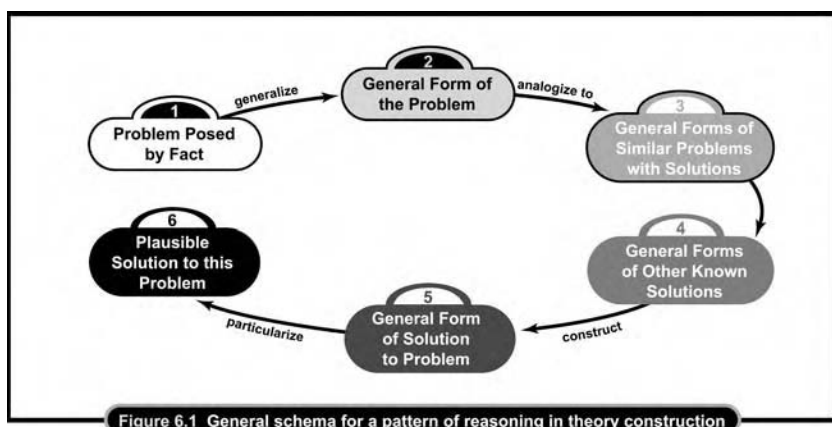 1
Problem Posed
by Fact
generalize
2
General Form of
the Problem
analogize to
3
General Forms of
Similar Problems
with Solutions
4
General Forms
of Other Known
Solutions
construct
5
General Form
of Solution
to Problem
particularize
6
Plausible
Solution to this
Problem
Figure 6.1 General schema for a pattern of reasoning in theory construction